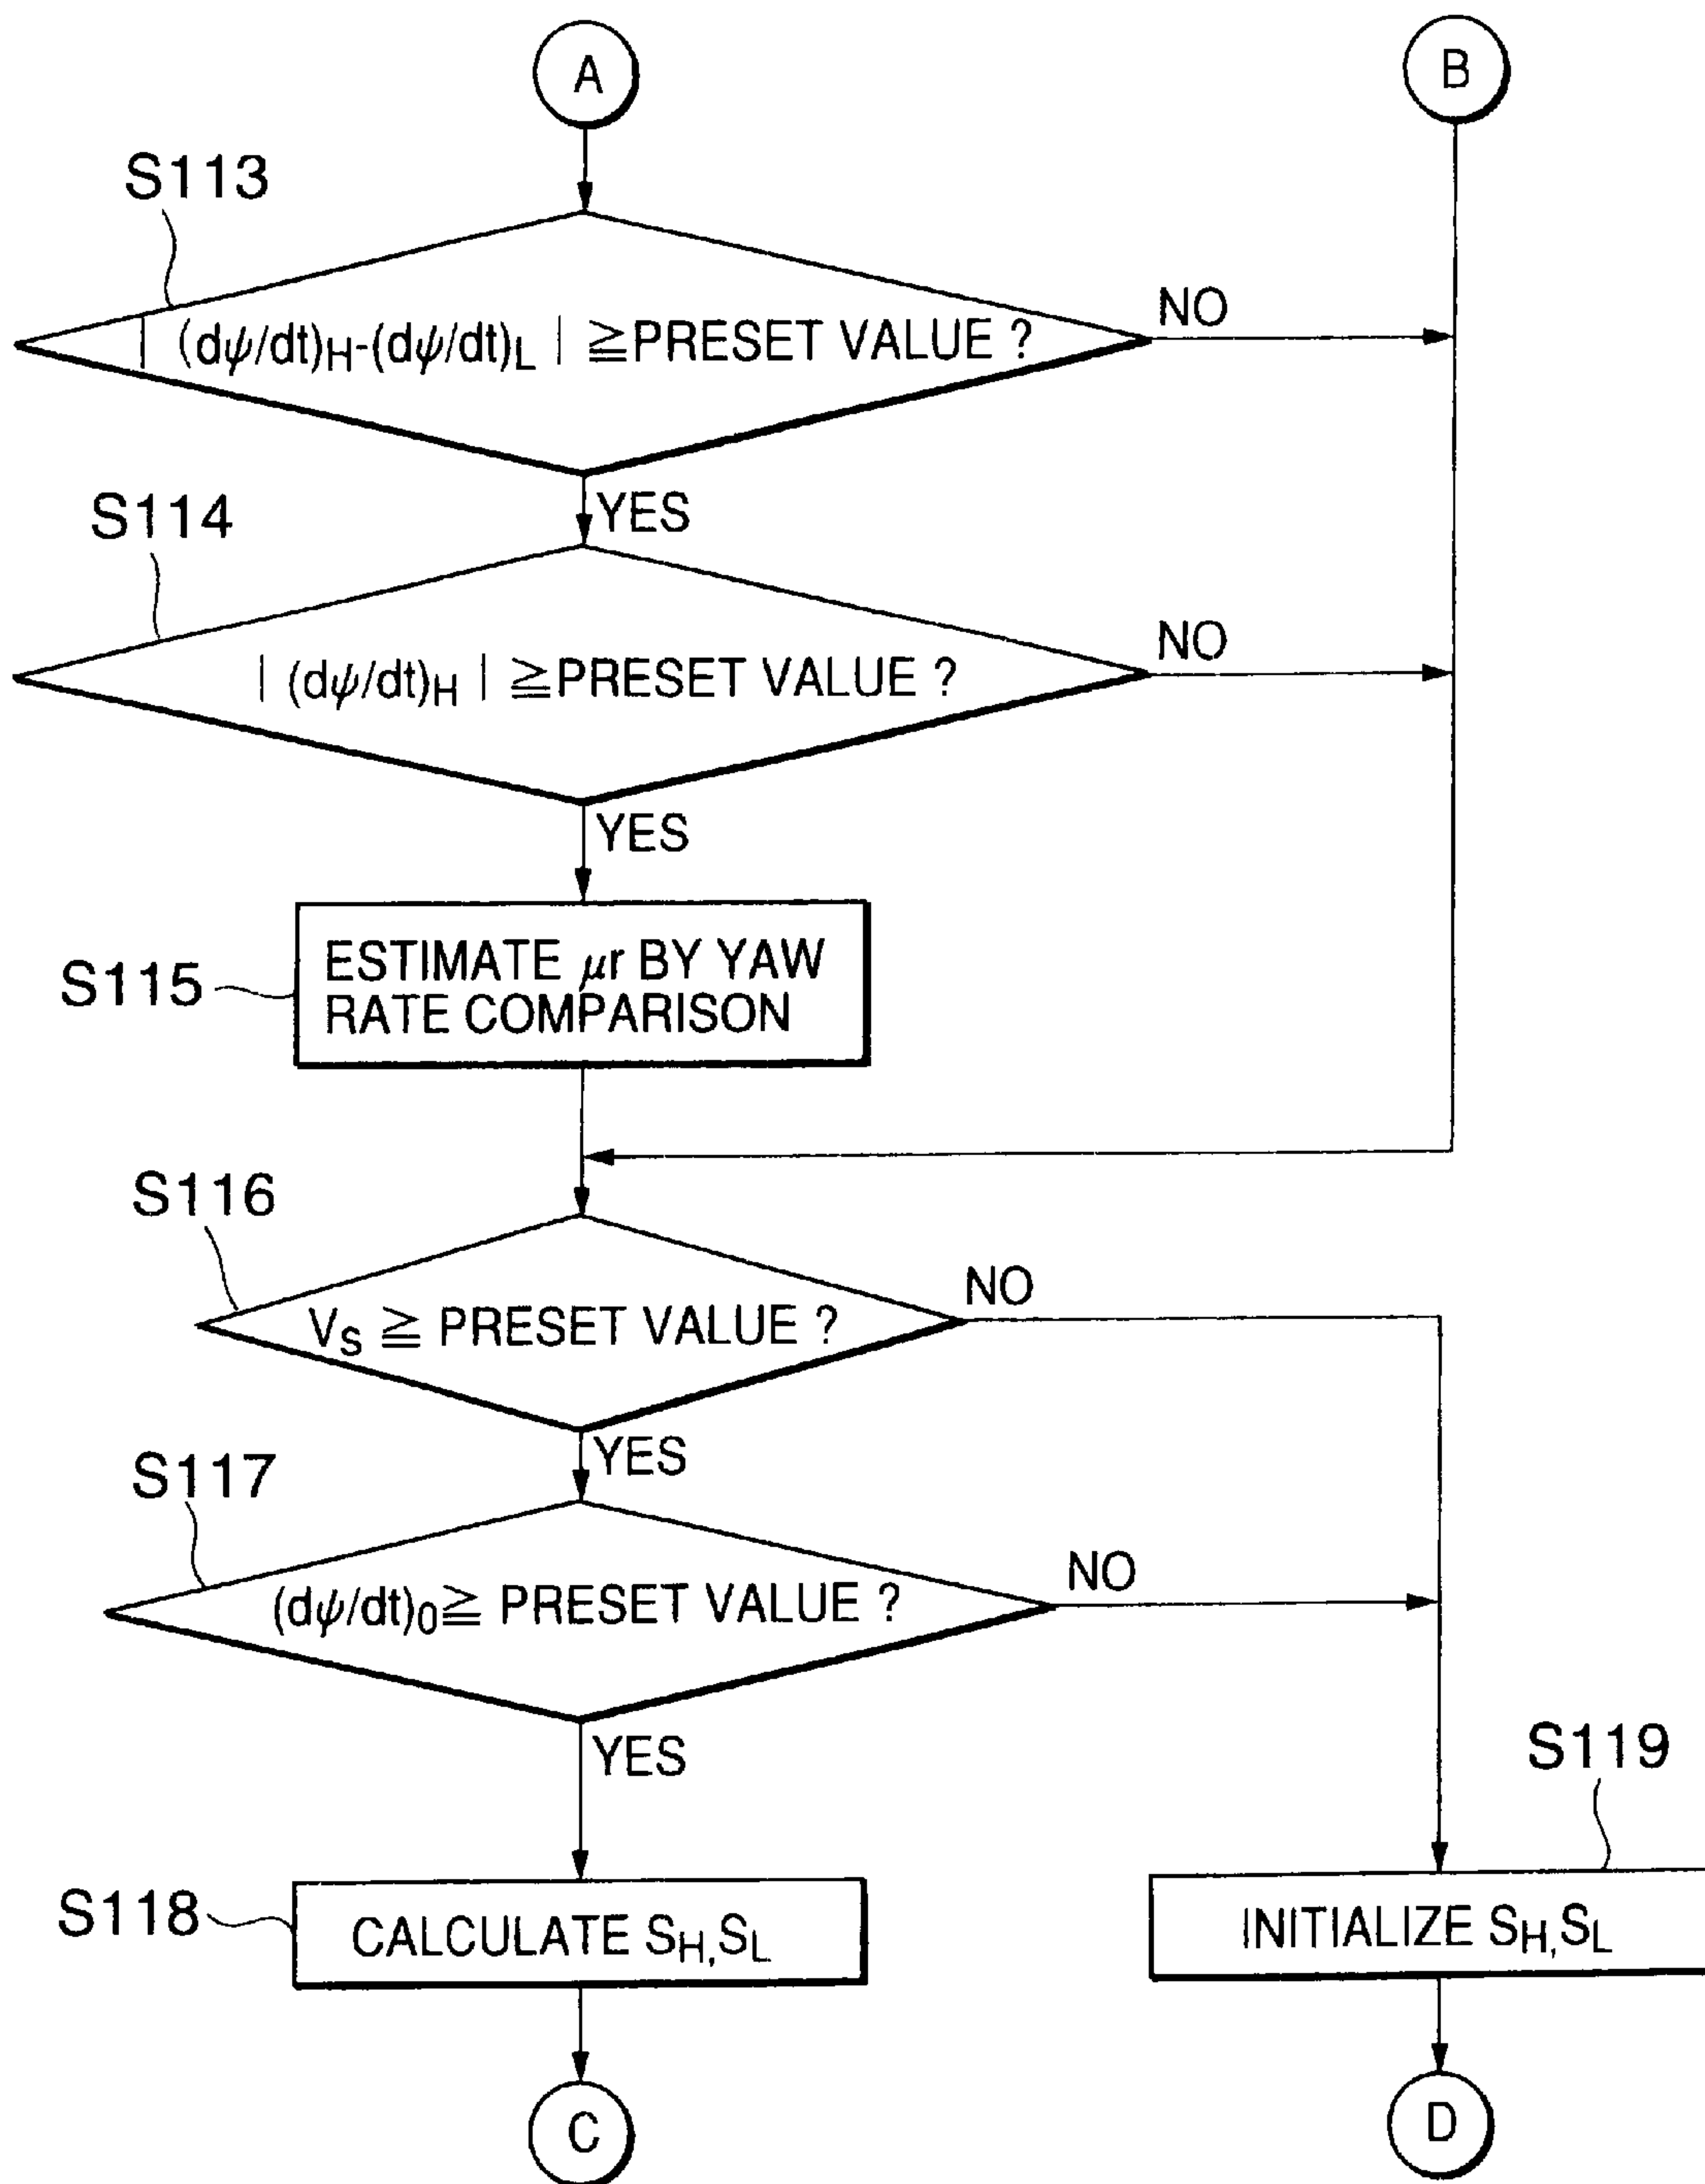 A
B
S113
| (dψ/dt)H-(dψ/dt)L | ≧PRESET VALUE ?
NO
YES
S114
| (dψ/dt)H | ≧PRESET VALUE ?
NO
YES
S115
ESTIMATE μr BY YAW
RATE COMPARISON
S116
VS ≧ PRESET VALUE ?
NO
YES
S117
(dψ/dt)0≧ PRESET VALUE ?
NO
YES
S118
CALCULATE SH,SL
S119
INITIALIZE SH,SL
C
D